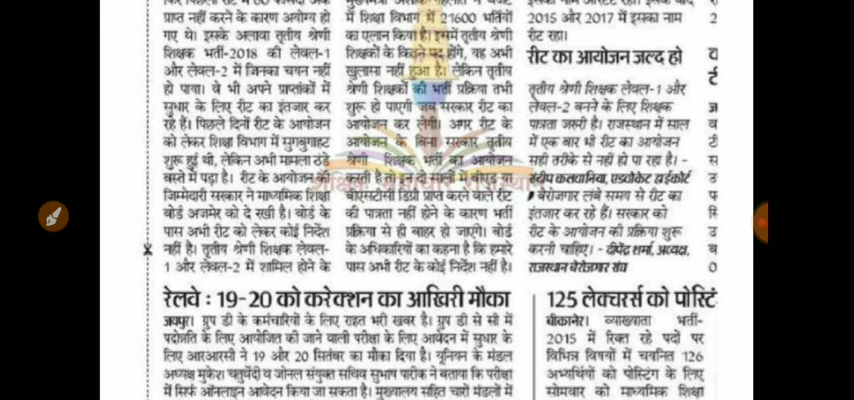 प्राप्त नहीं करने के कारण अयोग्य हो
गए थे। इसके अलावा तृतीय श्रेणी
शिक्षक भर्ती-2018 की लेवल-1
और लेवल-2 में जिनका चयन नहीं
हो पाया। वे भी अपने प्राप्तांकों में
सुधार के लिए रीट का इंतजार कर
रहे हैं। पिछले दिनों रीट के आयोजन
को लेकर शिक्षा विभाग में सुगबुगाहट
शुरू हुई थी, लेकिन अभी मामला ठंडे
बस्ते में पड़ा है। रीट के आयोजन की
जिम्मेदारी सरकार ने माध्यमिक शिक्षा
बोर्ड अजमेर को दे रखी है। बोर्ड के
पास अभी रीट को लेकर कोई निर्देश
नहीं है। तृतीय श्रेणी शिक्षक लेवल-
1 और लेवल-2 में शामिल होने के
में शिक्षा विभाग में 21600 भर्तियों
का एलान किया है। इसमें तृतीय श्रेणी
शिक्षकों के कितने पद होंगे, यह अभी
खुलासा नहीं हुआ है। लेकिन तृतीय
श्रेणी शिक्षकों की भर्ती प्रक्रिया तभी
शुरू हो पाएगी जब सरकार रीट का
आयोजन कर लेगी। अगर रीट के
आयोजन के बिना सरकार तृतीय
श्रेणी शिक्षक भर्ती का आयोजन
करती है तो इन दो सालों में बीएड या
बीएसटीसी डिग्री प्राप्त करने वाले रीट
की पात्रता नहीं होने के कारण भर्ती
प्रक्रिया से ही बाहर हो जाएंगे। बोर्ड
के अधिकारियों का कहना है कि हमारे
पास अभी रीट के कोई निर्देश नहीं है।
2015 और 2017 में इसका नाम
रीट रहा।
रीट का आयोजन जल्द हो
तृतीय श्रेणी शिक्षक लेवल-1 और
लेवल-2 बनने के लिए शिक्षक
पात्रता जरूरी है। राजस्थान में साल
में एक बार भी रीट का आयोजन
सही तरीके से नहीं हो पा रहा है। -
संदीप कलवानिया, एडवोकेट हाईकोर्ट
बेरोजगार लंबे समय से रीट का
इंतजार कर रहे हैं। सरकार को
रीट के आयोजन की प्रक्रिया शुरू
करनी चाहिए। - दीपेंद्र शर्मा, अध्यक्ष,
राजस्थान बेरोजगार संघ
रेलवे : 19-20 को करेक्शन का आखिरी मौका
जयपुर। ग्रुप डी के कर्मचारियों के लिए राहत भरी खबर है। ग्रुप डी से सी में
पदोन्नति के लिए आयोजित की जाने वाली परीक्षा के लिए आवेदन में सुधार के
लिए आरआरसी ने 19 और 20 सितंबर का मौका दिया है। यूनियन के मंडल
अध्यक्ष मुकेश चतुर्वेदी व जोनल संयुक्त सचिव सुभाष पारीक ने बताया कि परीक्षा
में सिर्फ ऑनलाइन आवेदन किया जा सकता है। मुख्यालय सहित चारों मंडलों में
125 लेक्चरर्स को पोस्टिं
बीकानेर। व्याख्याता भर्ती-
2015 में रिक्त रहे पदों पर
विभिन्न विषयों में चयनित 126
अभ्यर्थियों को पोस्टिंग के लिए
सोमवार को माध्यमिक शिक्षा